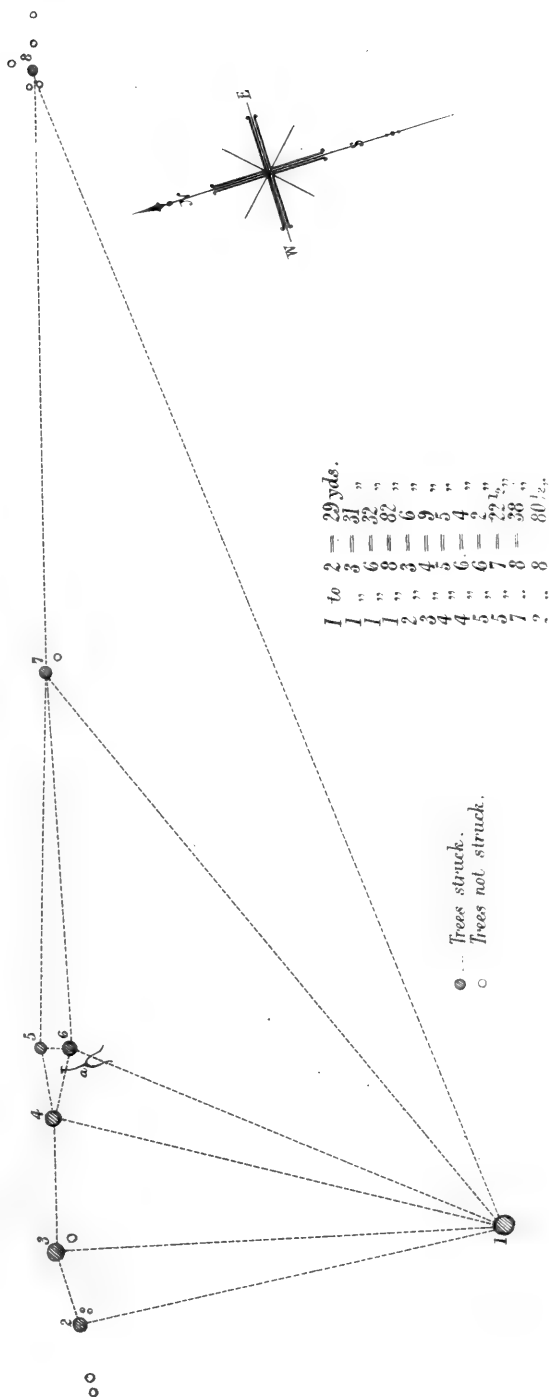 8
7
5
6
4
a
3
2
1
N
E
S
W
1 to 2 = 29 yds.
1 „ 3 = 31 „
1 „ 6 = 32 „
1 „ 8 = 82 „
2 „ 3 = 6 „
3 „ 4 = 9 „
4 „ 5 = 5 „
4 „ 6 = 4 „
5 „ 6 = 2 „
5 „ 7 = 22½ „
7 „ 8 = 38 „
2 „ 8 80½ „
Trees struck.
Trees not struck.